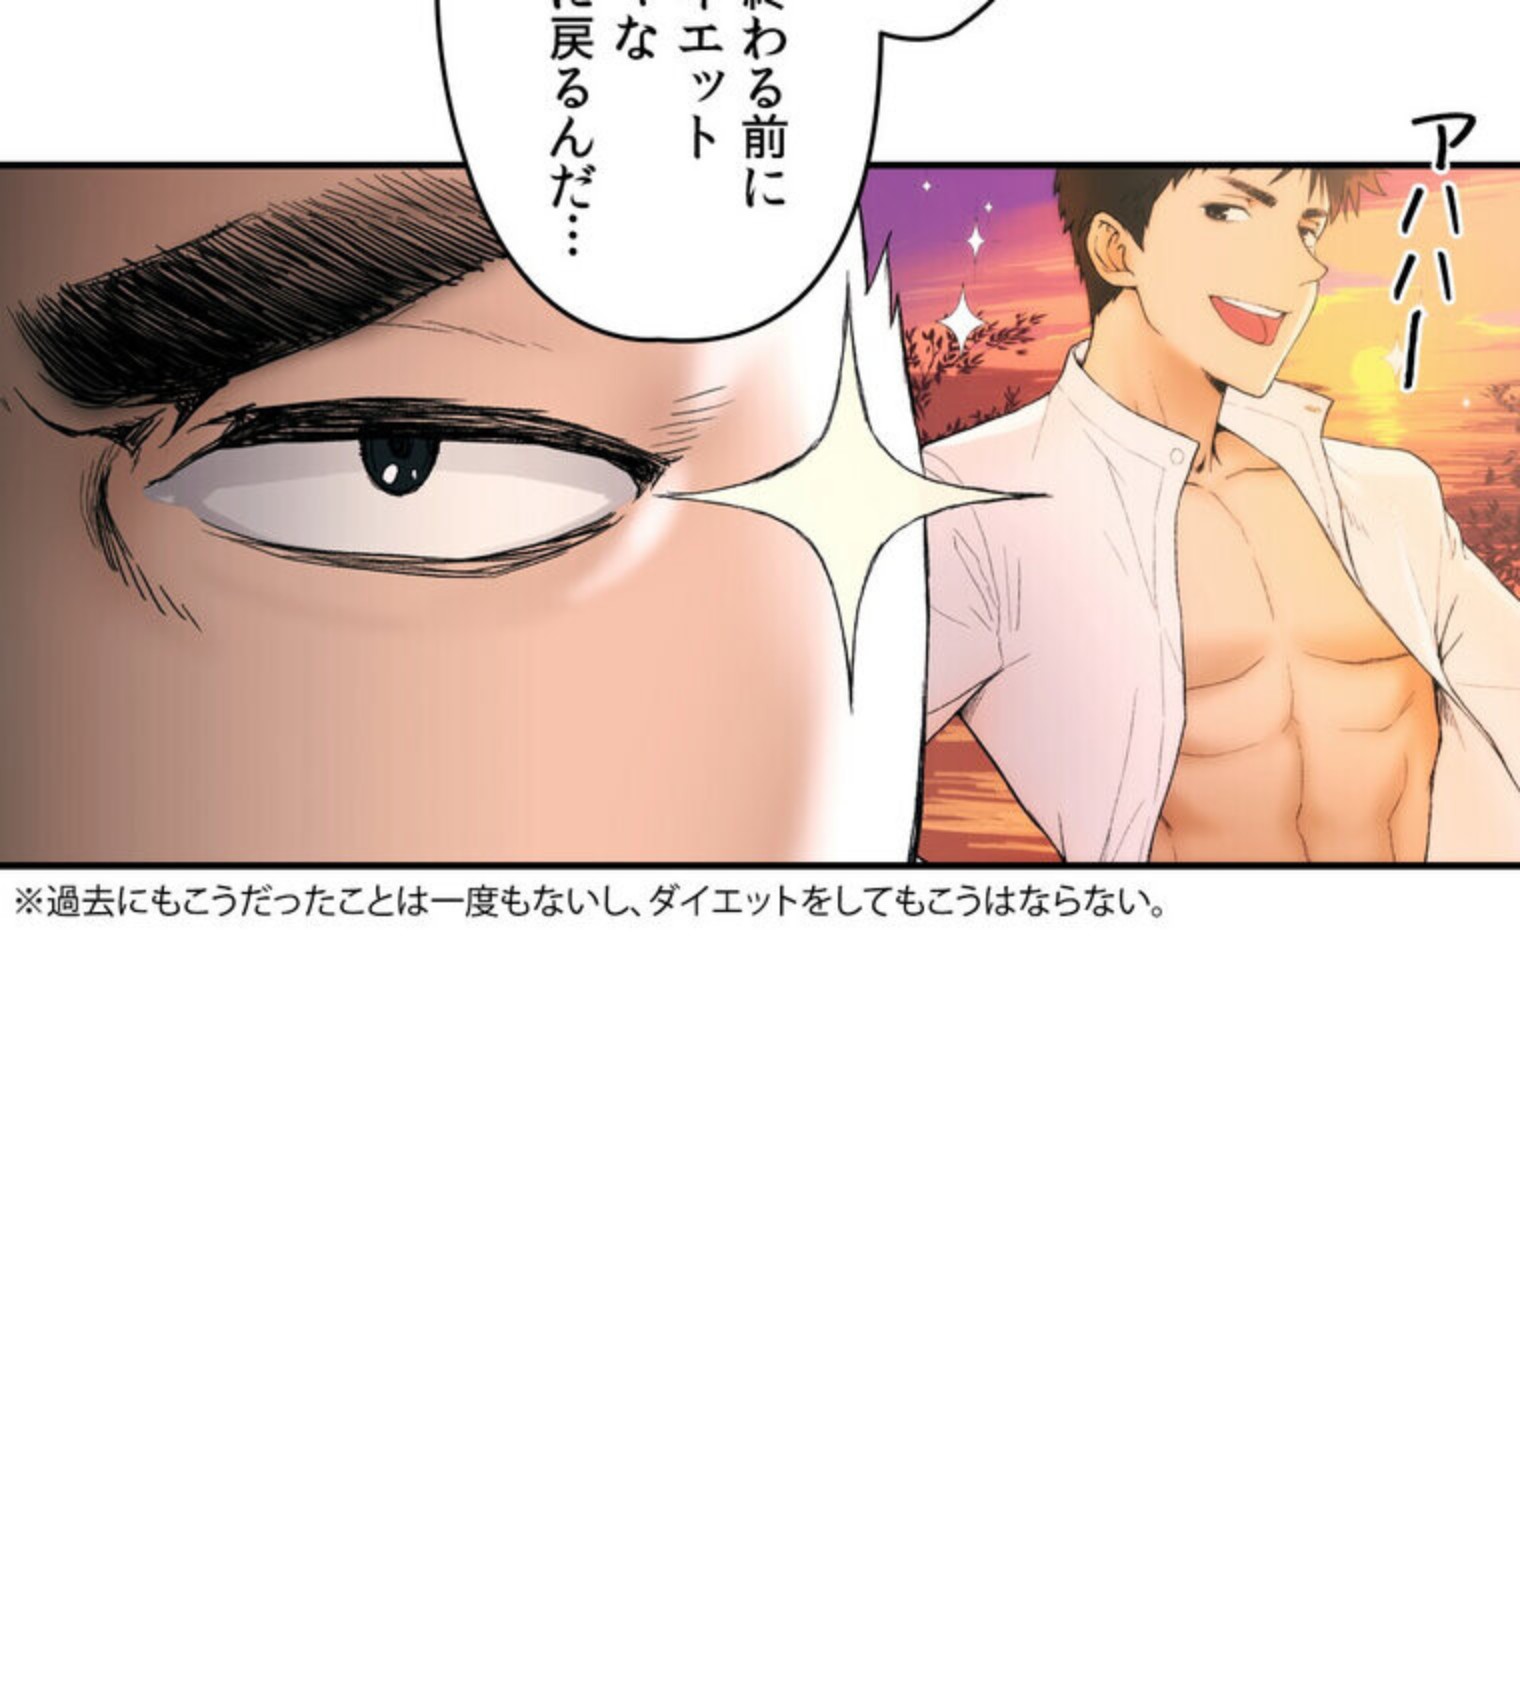 アハハー
わる前に
エット
な
戻るんだ…
※過去にもこうだったことは一度もないし、ダイエットをしてもこうはならない。